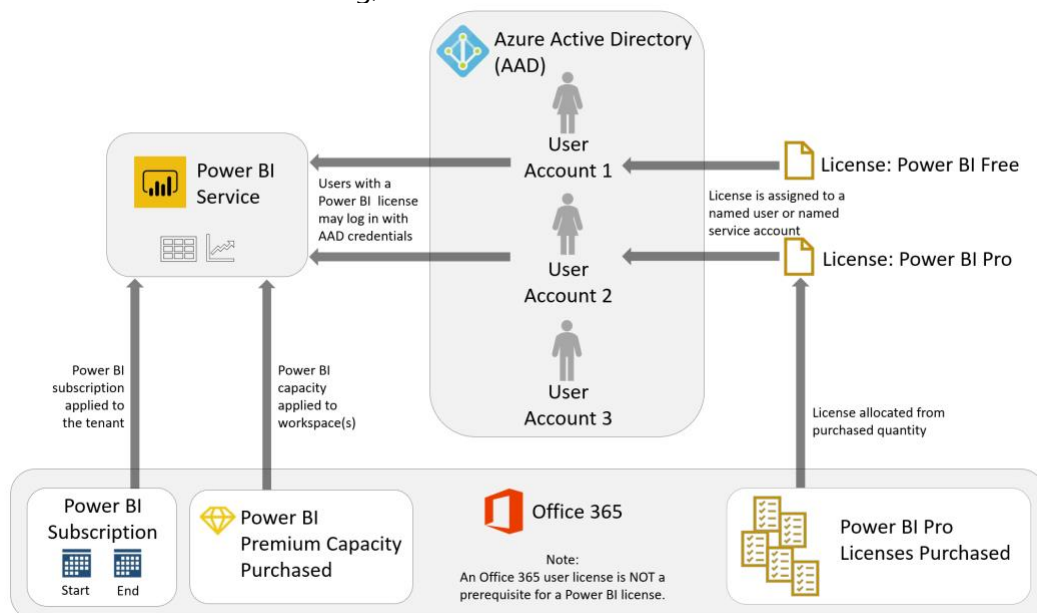 Azure Active Directory
(AAD)
User
Account 1
User
Account 2
User
Account 3
Power BI
Service
Users with a
Power BI license
may log in with
AAD credentials
License: Power BI Free
License is assigned to a
named user or named
service account
License: Power BI Pro
Power BI
subscription
applied to
the tenant
Power BI
capacity
applied to
workspace(s)
License allocated from
purchased quantity
Power BI
Subscription
Start
End
Power BI
Premium Capacity
Purchased
Office 365
Note:
An Office 365 user license is NOT a
prerequisite for a Power BI license.
Power BI Pro
Licenses Purchased